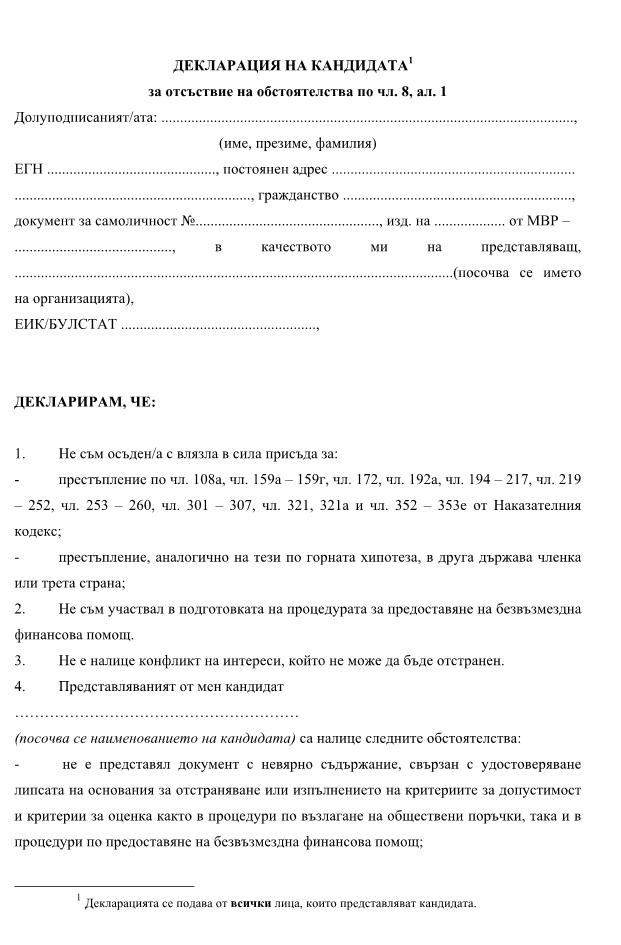 ДЕКЛАРАЦИЯ НА КАНДИДАТА1
за отсъствие на обстоятелства по чл. 8, ал. 1
Долуподписаният/ата: ..............................................................................................................,
(име, презиме, фамилия)
ЕГН ............................................., постоянен адрес .................................................................
..............................................................., гражданство .............................................................,
документ за самоличност №................................................., изд. на ................... от МВР –
.........................................., в качеството ми на представляващ,
.....................................................................................................................(посочва се името
на организацията),
ЕИК/БУЛСТАТ ....................................................,
ДЕКЛАРИРАМ, ЧЕ:
1. Не съм осъден/а с влязла в сила присъда за:
- престъпление по чл. 108а, чл. 159а – 159г, чл. 172, чл. 192а, чл. 194 – 217, чл. 219
– 252, чл. 253 – 260, чл. 301 – 307, чл. 321, 321а и чл. 352 – 353е от Наказателния
кодекс;
- престъпление, аналогично на тези по горната хипотеза, в друга държава членка
или трета страна;
2. Не съм участвал в подготовката на процедурата за предоставяне на безвъзмездна
финансова помощ.
3. Не е налице конфликт на интереси, който не може да бъде отстранен.
4. Представляваният от мен кандидат
…………………………………………………
(посочва се наименованието на кандидата) са налице следните обстоятелства:
- не е представял документ с невярно съдържание, свързан с удостоверяване
липсата на основания за отстраняване или изпълнението на критериите за допустимост
и критерии за оценка както в процедури по възлагане на обществени поръчки, така и в
процедури по предоставяне на безвъзмездна финансова помощ;
1 Декларацията се подава от всички лица, които представляват кандидата.